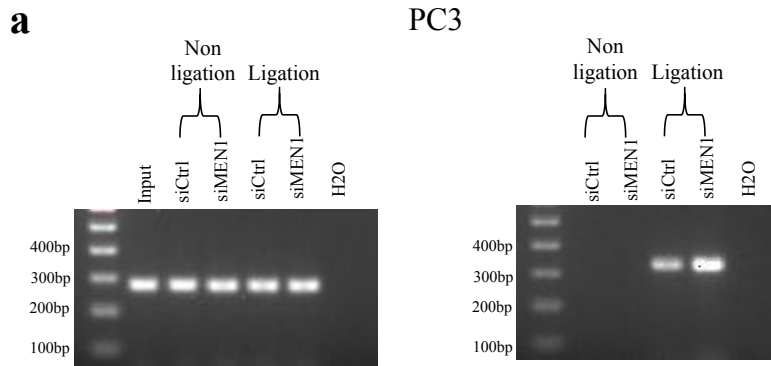 a
PC3
Non
ligation
Ligation
Input
siCtrl
siMEN1
siCtrl
siMEN1
H2O
400bp
300bp
200bp
100bp
Non
ligation
Ligation
siCtrl
siMEN1
siCtrl
siMEN1
H2O
400bp
300bp
200bp
100bp